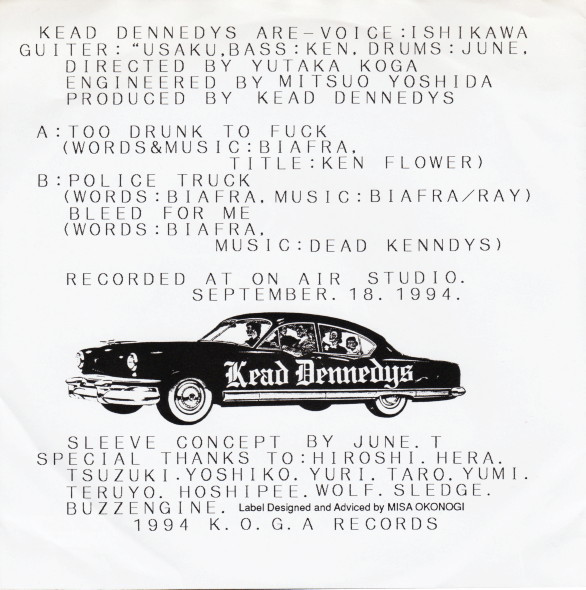 KEAD DENNEDYS ARE-VOICE:ISHIKAWA
GUITER: "USAKU.BASS:KEN. DRUMS:JUNE.
DIRECTED BY YUTAKA KOGA
ENGINEERED BY MITSUO YOSHIDA
PRODUCED BY KEAD DENNEDYS
A:TOO DRUNK TO FUCK
(WORDS&MUSIC:BIAFRA.
TITLE:KEN FLOWER)
B:POLICE TRUCK
(WORDS:BIAFRA. MUSIC:BIAFRA/RAY)
BLEED FOR ME
(WORDS:BIAFRA.
MUSIC:DEAD KENNDYS)
RECORDED AT ON AIR STUDIO.
SEPTEMBER. 18. 1994.
Kead Dennedys
SLEEVE CONCEPT BY JUNE. T
SPECIAL THANKS TO:HIROSHI. HERA.
TSUZUKI.YOSHIKO. YURI. TARO. YUMI.
TERUYO. HOSHIPEE. WOLF. SLEDGE.
BUZZENGINE. Label Designed and Adviced by MISA OKONOGI
1994 K.O.G.A RECORDS